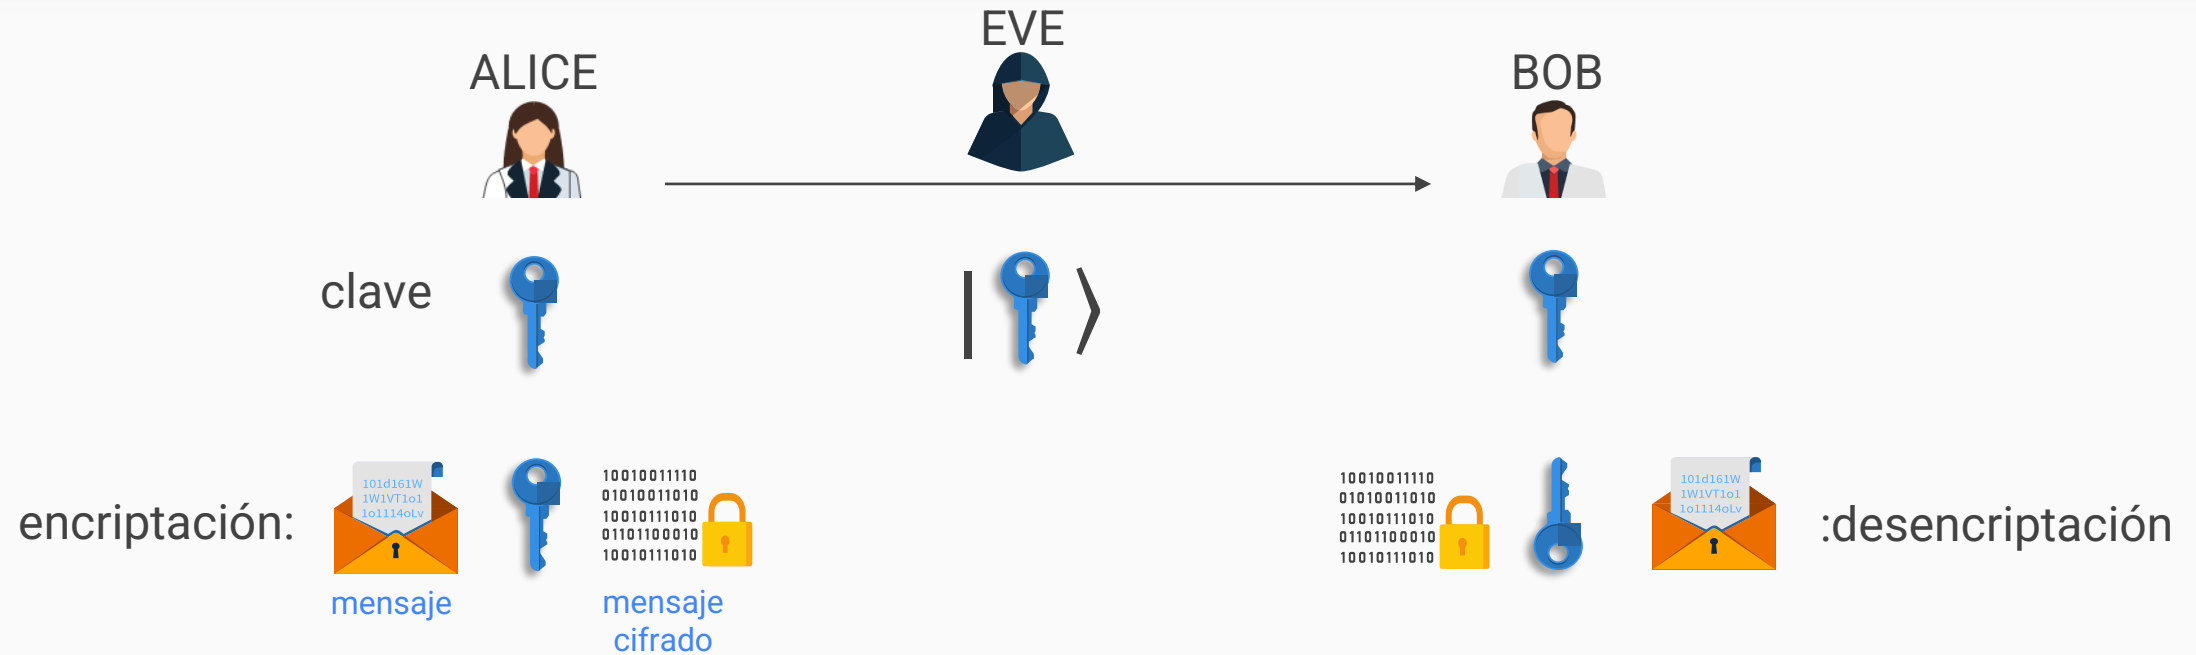 EVE
ALICE
BOB
clave
encriptación:
101d161W
1W1VT1o1
1o1114oLv
mensaje
10010011110
01010011010
10010111010
01101100010
10010111010
mensaje
cifrado
10010011110
01010011010
10010111010
01101100010
10010111010
101d161W
1W1VT1o1
1o1114oLv
:desencriptación